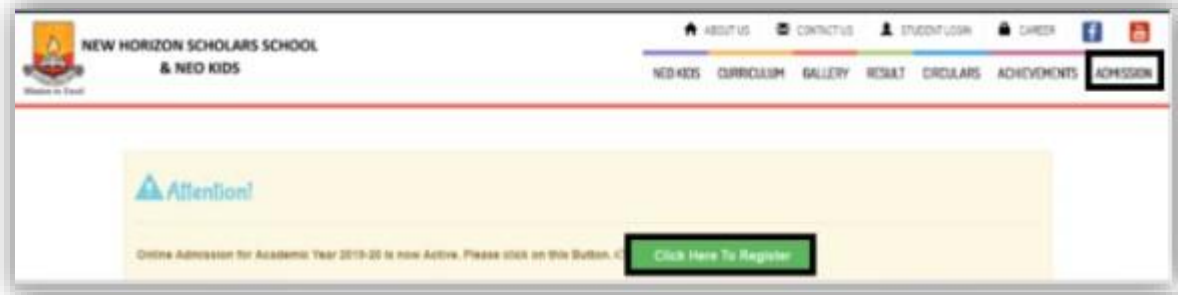 ABOUT US CONTACT US STUDENT LOGIN CAREER
NEW HORIZON SCHOLARS SCHOOL
& NEO KIDS
NEO KIDS CURRICULUM GALLERY RESULT CIRCULARS ACHIEVEMENTS ADMISSION
Attention!
Online Admission for Academic Year 2019-20 is now Active. Please click on this Button.
Click Here To Register